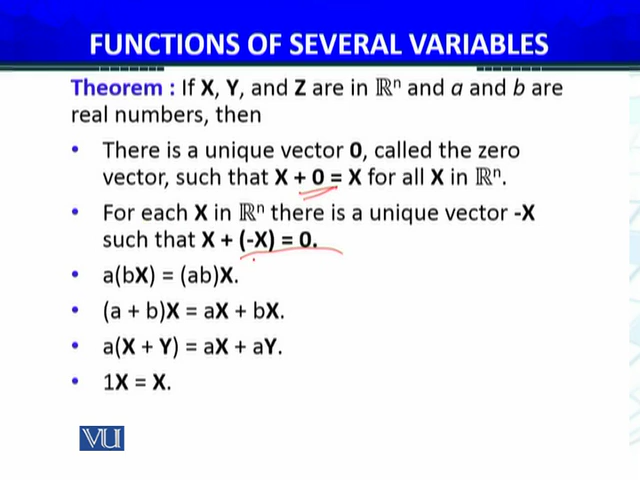 FUNCTIONS OF SEVERAL VARIABLES
Theorem : If X, Y, and Z are in ℝⁿ and a and b are
real numbers, then
• There is a unique vector 0, called the zero
vector, such that X + 0 = X for all X in ℝⁿ.
• For each X in ℝⁿ there is a unique vector -X
such that X + (-X) = 0.
• a(bX) = (ab)X.
• (a + b)X = aX + bX.
• a(X + Y) = aX + aY.
• 1X = X.
VU